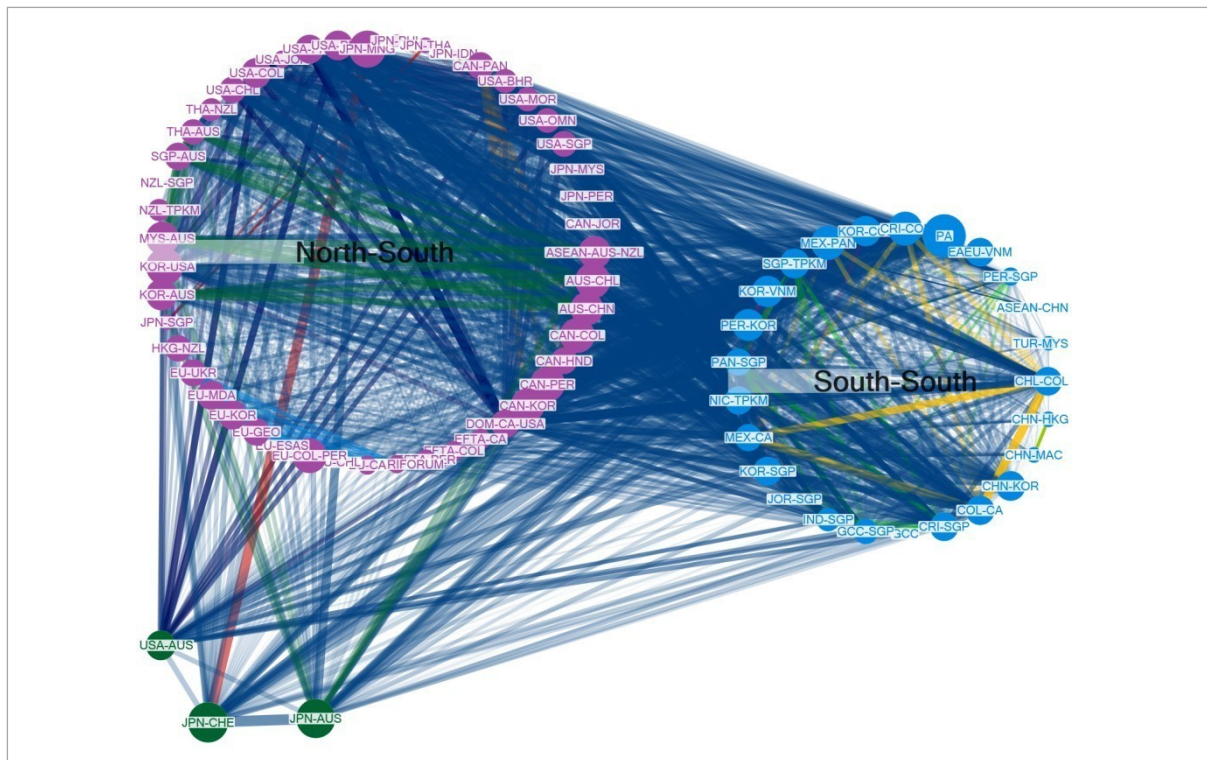 JPN-MNG
JPN-THA
JPN-IDN
USA-COL
CAN-PAN
USA-BHR
USA-CHL
USA-MOR
THA-NZL
USA-OMN
THA-AUS
USA-SGP
SGP-AUS
JPN-MYS
NZL-SGP
JPN-PER
NZL-TPKM
CAN-JOR
MYS-AUS
North-South
ASEAN-AUS-NZL
KOR-USA
AUS-CHL
KOR-AUS
AUS-CHN
JPN-SGP
CAN-COL
HKG-NZL
CAN-HND
EU-UKR
CAN-PER
EU-MDA
CAN-KOR
EU-KOR
DOM-CA-USA
EU-GEO
EFTA-CA
EU-ESAS
EU-COL-PER
RIFORUM
CRI-CO
PA
MEX-PAN
EAEU-VNM
SGP-TPKM
PER-SGP
KOR-VNM
ASEAN-CHN
PER-KOR
TUR-MYS
PAN-SGP
South-South
CHL-COL
NIC-TPKM
CHN-HKG
MEX-CA
CHN-MAC
KOR-SGP
CHN-KOR
JOR-SGP
COL-CA
IND-SGP
CRI-SGP
GCC-SGP
USA-AUS
JPN-CHE
JPN-AUS